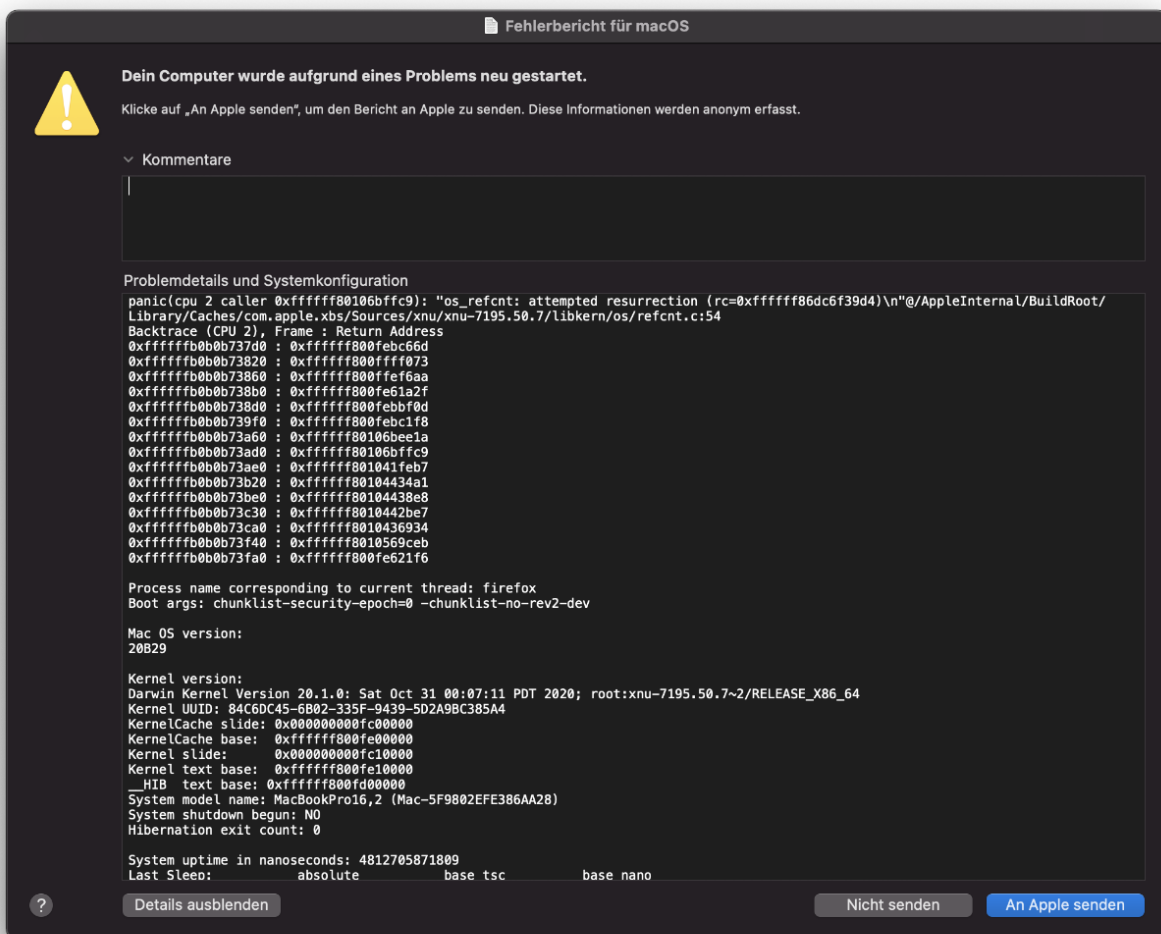 Fehlerbericht für macOS
Dein Computer wurde aufgrund eines Problems neu gestartet.
Klicke auf „An Apple senden“, um den Bericht an Apple zu senden. Diese Informationen werden anonym erfasst.
Kommentare
Problemdetails und Systemkonfiguration
panic(cpu 2 caller 0xffffff80106bffc9): "os_refcnt: attempted resurrection (rc=0xffffff86dc6f39d4)\n"@/AppleInternal/BuildRoot/
Library/Caches/com.apple.xbs/Sources/xnu/xnu-7195.50.7/libkern/os/refcnt.c:54
Backtrace (CPU 2), Frame : Return Address
0xffffffb0b0b737d0 : 0xffffff800febc66d
0xffffffb0b0b73820 : 0xffffff800ffff073
0xffffffb0b0b73860 : 0xffffff800ffef6aa
0xffffffb0b0b738b0 : 0xffffff800fe61a2f
0xffffffb0b0b738d0 : 0xffffff800febbf0d
0xffffffb0b0b739f0 : 0xffffff800febc1f8
0xffffffb0b0b73a60 : 0xffffff80106bee1a
0xffffffb0b0b73ad0 : 0xffffff80106bffc9
0xffffffb0b0b73ae0 : 0xffffff801041feb7
0xffffffb0b0b73b20 : 0xffffff80104434a1
0xffffffb0b0b73be0 : 0xffffff80104438e8
0xffffffb0b0b73c30 : 0xffffff8010442be7
0xffffffb0b0b73ca0 : 0xffffff8010436934
0xffffffb0b0b73f40 : 0xffffff8010569ceb
0xffffffb0b0b73fa0 : 0xffffff800fe621f6
Process name corresponding to current thread: firefox
Boot args: chunklist-security-epoch=0 -chunklist-no-rev2-dev
Mac OS version:
20B29
Kernel version:
Darwin Kernel Version 20.1.0: Sat Oct 31 00:07:11 PDT 2020; root:xnu-7195.50.7~2/RELEASE_X86_64
Kernel UUID: 84C6DC45-6B02-335F-9439-5D2A9BC385A4
KernelCache slide: 0x000000000fc00000
KernelCache base:  0xffffff800fe00000
Kernel slide:      0x000000000fc10000
Kernel text base:  0xffffff800fe10000
__HIB  text base: 0xffffff800fd00000
System model name: MacBookPro16,2 (Mac-5F9802EFE386AA28)
System shutdown begun: NO
Hibernation exit count: 0
System uptime in nanoseconds: 4812705871809
Last Sleep:           absolute           base_tsc          base_nano
?
Details ausblenden
Nicht senden
An Apple senden